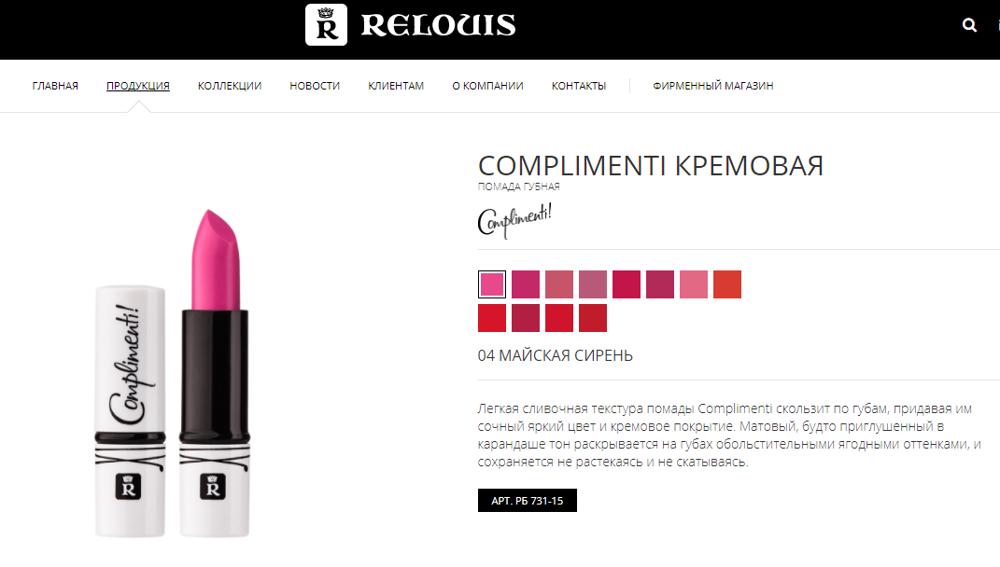 R RELOUIS
ГЛАВНАЯ ПРОДУКЦИЯ КОЛЛЕКЦИИ НОВОСТИ КЛИЕНТАМ О КОМПАНИИ КОНТАКТЫ ФИРМЕННЫЙ МАГАЗИН
COMPLIMENTI КРЕМОВАЯ
ПОМАДА ГУБНАЯ
Complimenti!
04 МАЙСКАЯ СИРЕНЬ
Легкая сливочная текстура помады Complimenti скользит по губам, придавая им
сочный яркий цвет и кремовое покрытие. Матовый, будто приглушенный в
карандаше тон раскрывается на губах обольстительными ягодными оттенками, и
сохраняется не растекаясь и не скатываясь.
АРТ. РБ 731-15
Complimenti!
R
R